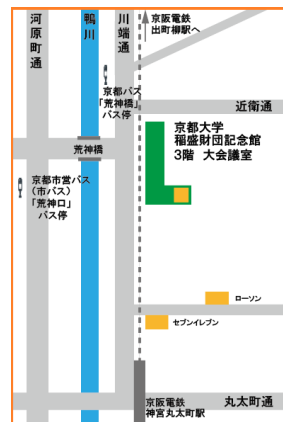 河原町通
鴨川
川端通
京阪電鉄
出町柳駅へ
京都バス
「荒神橋」
バス停
近衛通
京都大学
稲盛財団記念館
3階 大会議室
荒神橋
京都市営バス
（市バス）
「荒神口」
バス停
ローソン
セブンイレブン
京阪電鉄
神宮丸太町駅
丸太町通